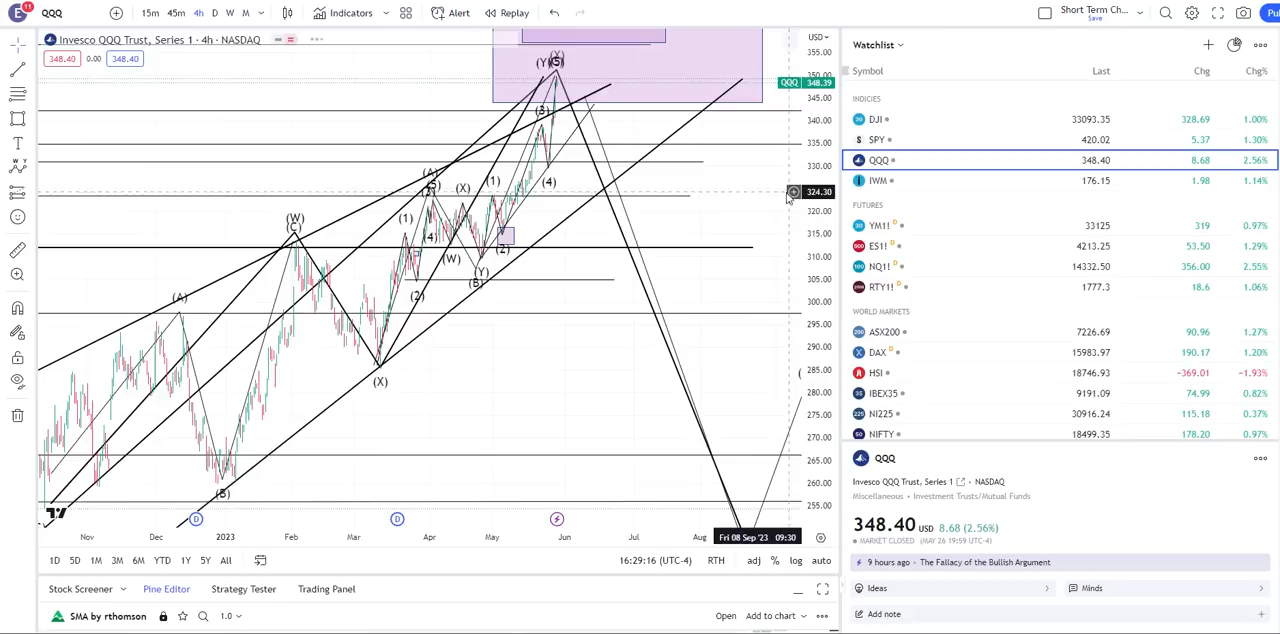 E 11 QQQ 15m 45m 4h D W M Indicators Alert Replay Short Term Ch... Save Pu
Invesco QQQ Trust, Series 1 · 4h · NASDAQ USD
348.40 0.00 348.40
355.00
350.00
QQQ 348.39
345.00
340.00
335.00
330.00
324.30
320.00
315.00
310.00
305.00
300.00
295.00
290.00
285.00
280.00
275.00
270.00
265.00
260.00
255.00
(Y) (5)
(3)
(4)
(A)
(5)
(X) (1)
(W)
(C)
(1)
(4)
(W)
(2)
(Y)
(B)
(2)
(A)
(X)
(B)
D D
Nov Dec 2023 Feb Mar Apr May Jun Jul Aug Fri 08 Sep '23 09:30
1D 5D 1M 3M 6M YTD 1Y 5Y All 16:29:16 (UTC-4) RTH adj % log auto
Stock Screener Pine Editor Strategy Tester Trading Panel
SMA by rthomson 1.0 Open Add to chart
Watchlist
Symbol Last Chg Chg%
INDICIES
DJI 33093.35 328.69 1.00%
SPY 420.02 5.37 1.30%
QQQ 348.40 8.68 2.56%
IWM 176.15 1.98 1.14%
FUTURES
YM1! D 33125 319 0.97%
ES1! D 4213.25 53.50 1.29%
NQ1! D 14332.50 356.00 2.55%
RTY1! D 1777.3 18.6 1.06%
WORLD MARKETS
ASX200 7226.69 90.96 1.27%
DAX D 15983.97 190.17 1.20%
HSI 18746.93 −369.01 −1.93%
IBEX35 9191.09 74.99 0.82%
NI225 30916.24 115.18 0.37%
NIFTY 18499.35 178.20 0.97%
QQQ
Invesco QQQ Trust, Series 1 · NASDAQ
Miscellaneous • Investment Trusts/Mutual Funds
348.40 USD 8.68 (2.56%)
MARKET CLOSED (MAY 26 19:59 UTC-4)
9 hours ago • The Fallacy of the Bullish Argument
Ideas Minds
Add note